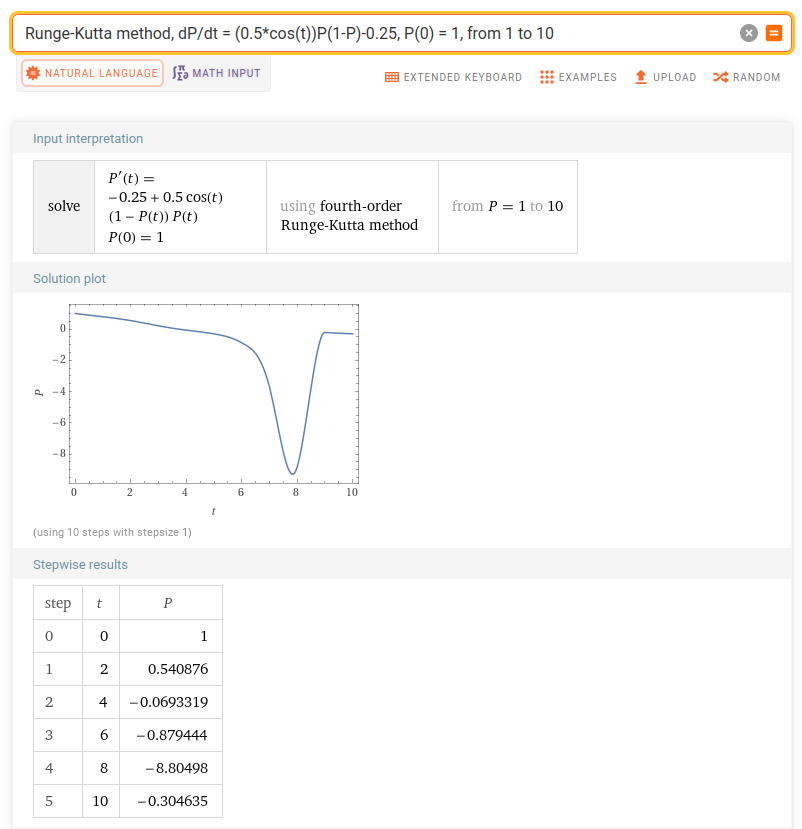 Runge-Kutta method, dP/dt = (0.5*cos(t))P(1-P)-0.25, P(0) = 1, from 1 to 10
NATURAL LANGUAGE
MATH INPUT
EXTENDED KEYBOARD
EXAMPLES
UPLOAD
RANDOM
Input interpretation
solve
P′(t) =
−0.25 + 0.5 cos(t)
(1 − P(t)) P(t)
P(0) = 1
using fourth-order
Runge-Kutta method
from P = 1 to 10
Solution plot
0
−2
−4
−6
−8
P
0 2 4 6 8 10
t
(using 10 steps with stepsize 1)
Stepwise results
step t P
0 0 1
1 2 0.540876
2 4 −0.0693319
3 6 −0.879444
4 8 −8.80498
5 10 −0.304635